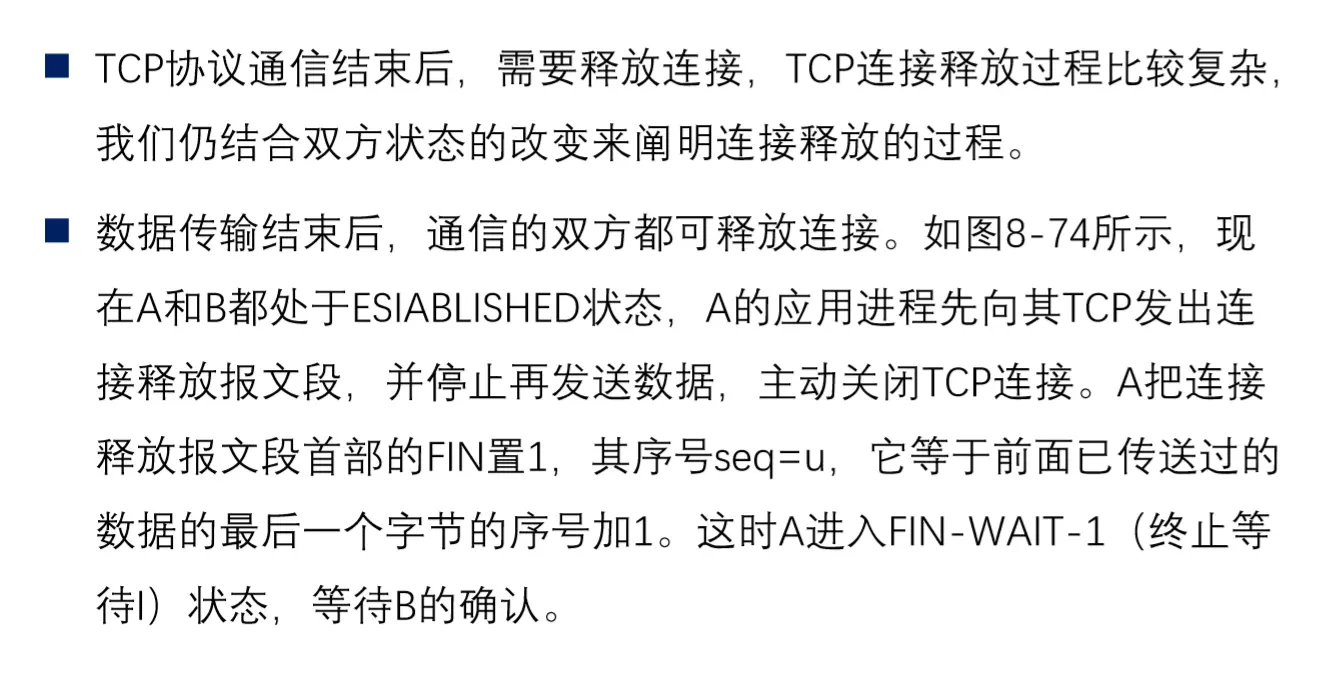 TCP协议通信结束后，需要释放连接，TCP连接释放过程比较复杂，
我们仍结合双方状态的改变来阐明连接释放的过程。
数据传输结束后，通信的双方都可释放连接。如图8-74所示，现
在A和B都处于ESIABLISHED状态，A的应用进程先向其TCP发出连
接释放报文段，并停止再发送数据，主动关闭TCP连接。A把连接
释放报文段首部的FIN置1，其序号seq=u，它等于前面已传送过的
数据的最后一个字节的序号加1。这时A进入FIN-WAIT-1（终止等
待I）状态，等待B的确认。